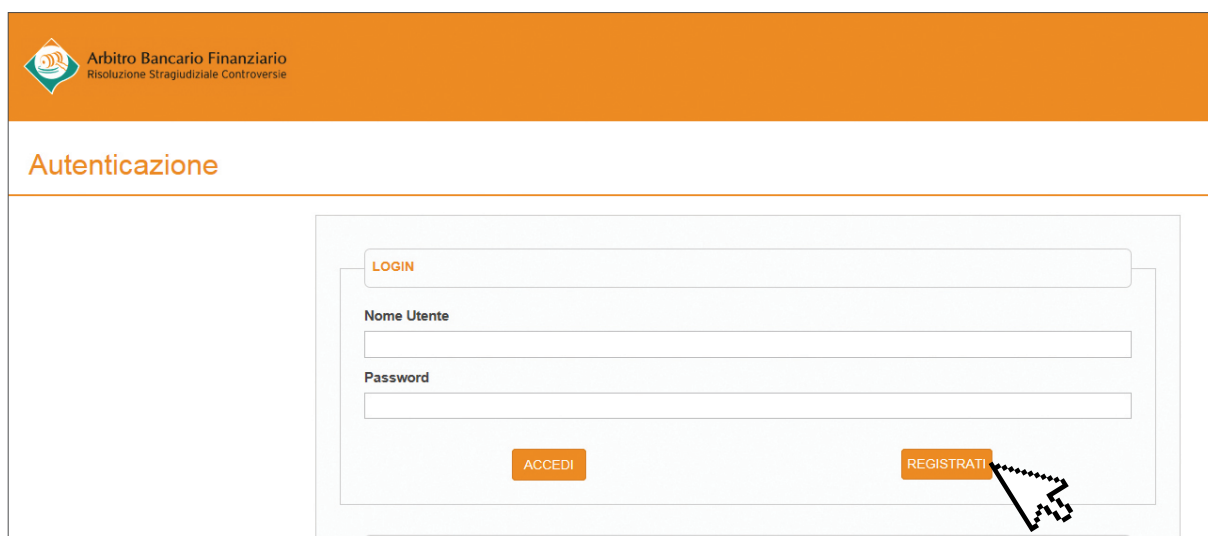 Arbitro Bancario Finanziario
Risoluzione Stragiudiziale Controversie
Autenticazione
LOGIN
Nome Utente
Password
ACCEDI
REGISTRATI